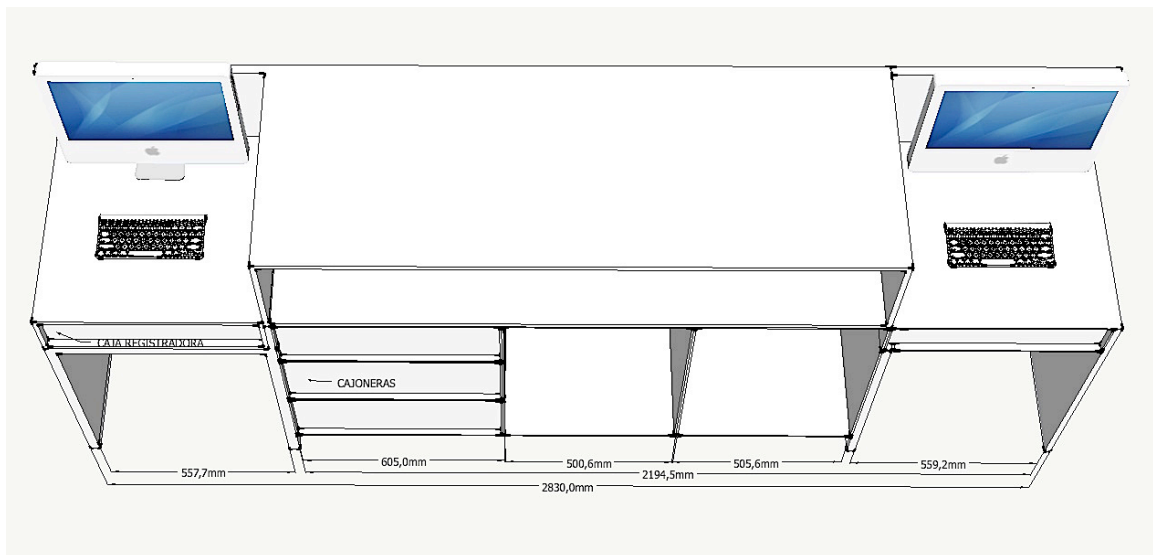 CAJA REGISTRADORA
CAJONERAS
605,0mm
500,6mm
505,6mm
559,2mm
557,7mm
2194,5mm
2830,0mm